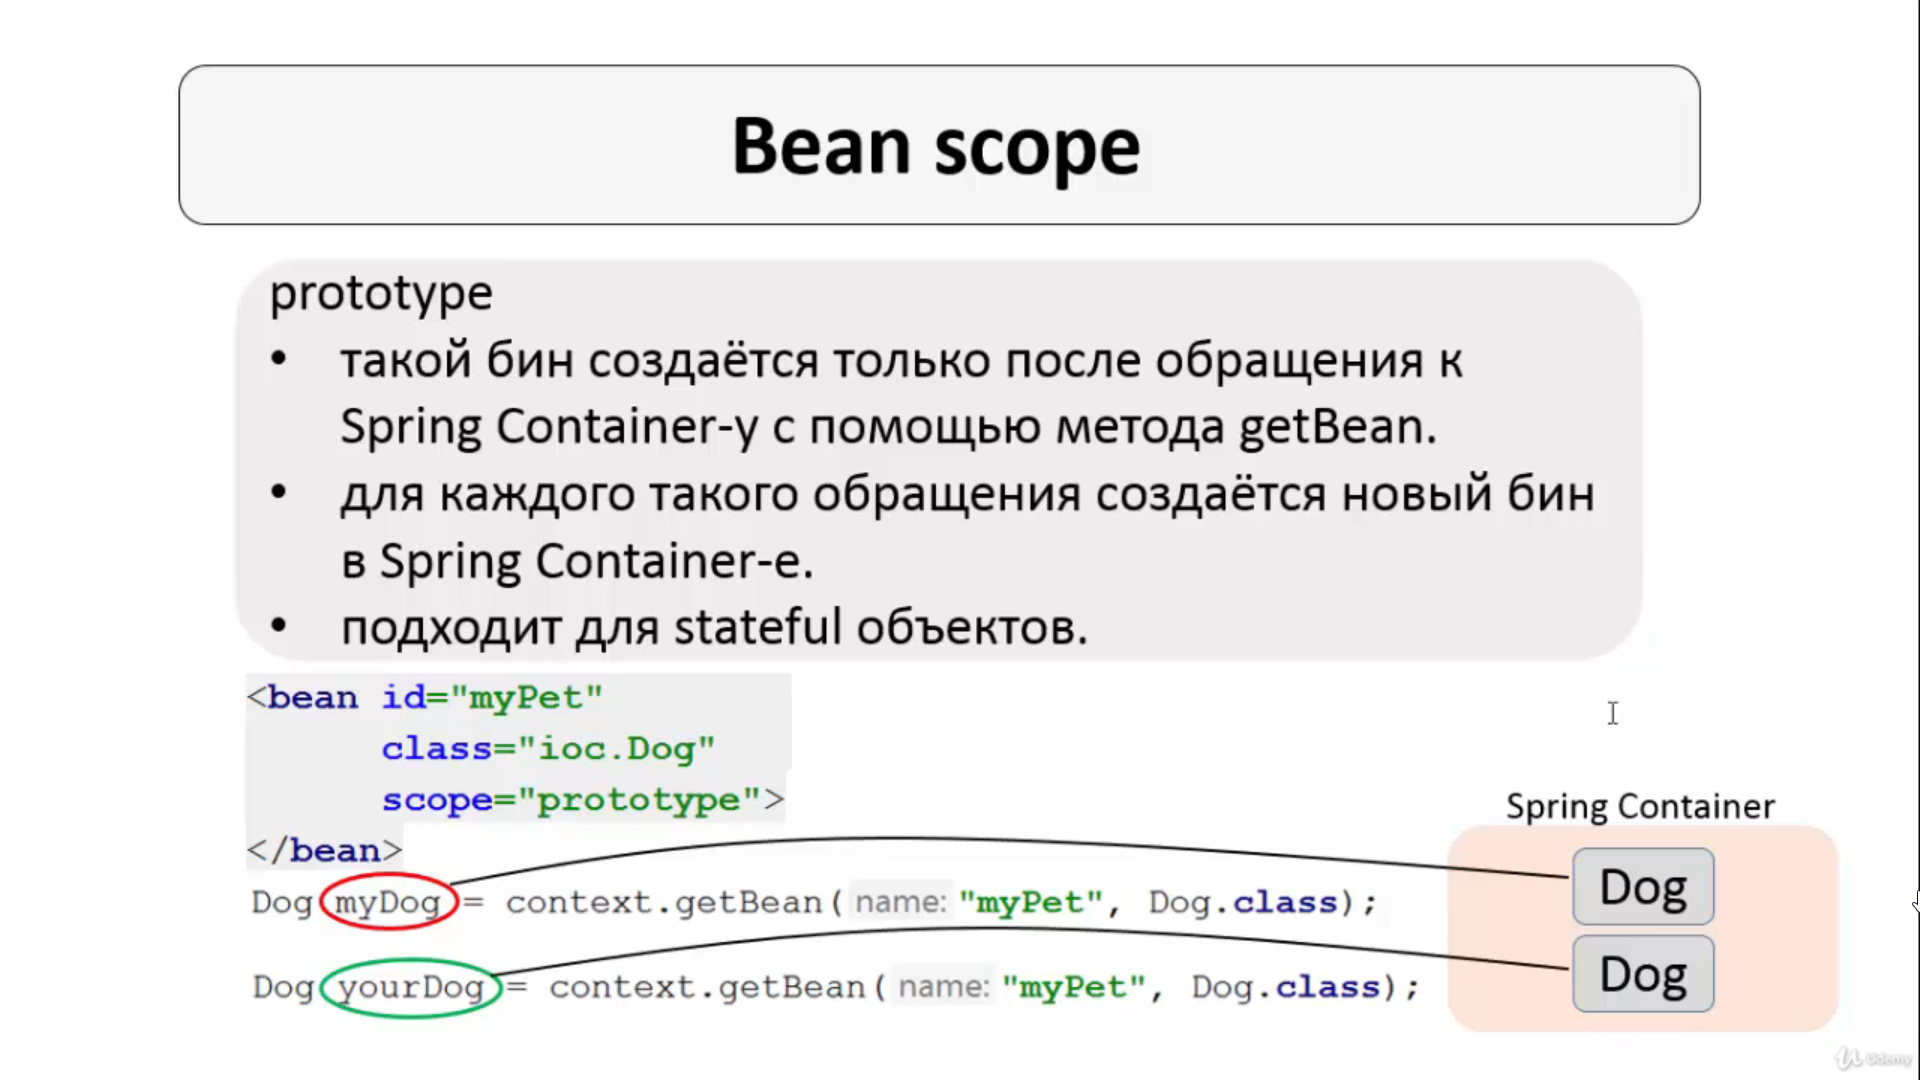 Bean scope
prototype
• такой бин создаётся только после обращения к
Spring Container-у с помощью метода getBean.
• для каждого такого обращения создаётся новый бин
в Spring Container-е.
• подходит для stateful объектов.
<bean id="myPet"
class="ioc.Dog"
scope="prototype">
</bean>
Dog myDog = context.getBean( name: "myPet", Dog.class);
Dog yourDog = context.getBean( name: "myPet", Dog.class);
Spring Container
Dog
Dog
Udemy